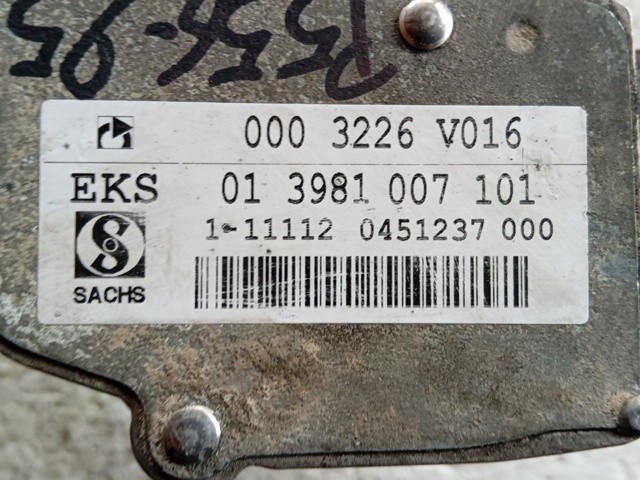 000 3226 V016
EKS 01 3981 007 101
1-11112 0451237 000
S
SACHS